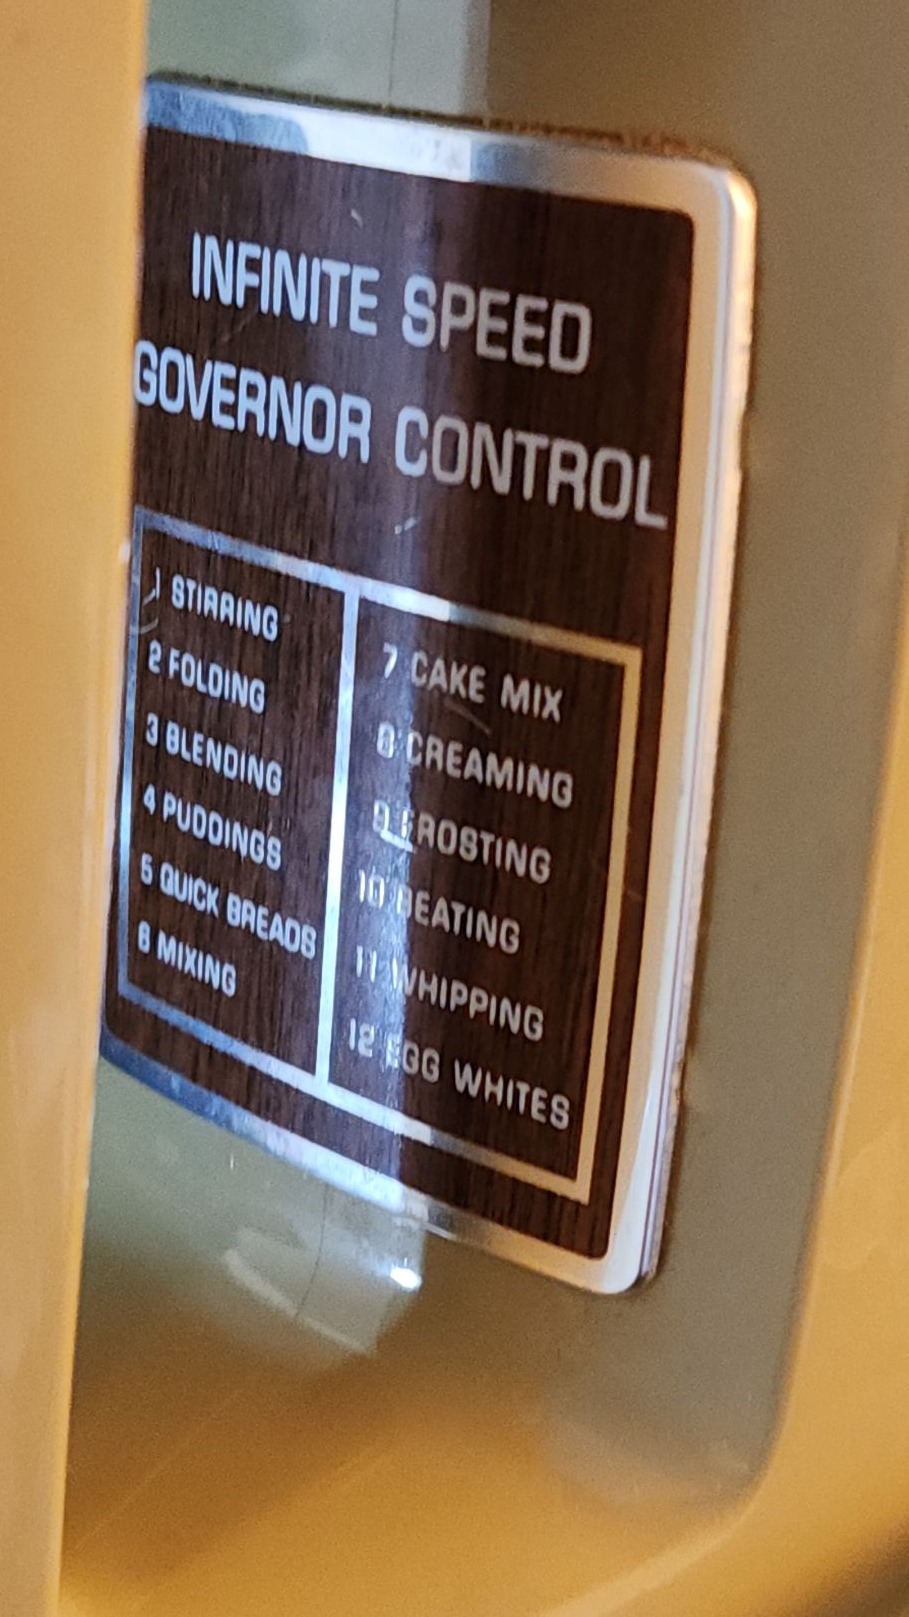 INFINITE SPEED
GOVERNOR CONTROL
1 STIRRING
2 FOLDING
3 BLENDING
4 PUDDINGS
5 QUICK BREADS
6 MIXING
7 CAKE MIX
8 CREAMING
9 FROSTING
10 BEATING
11 WHIPPING
12 EGG WHITES